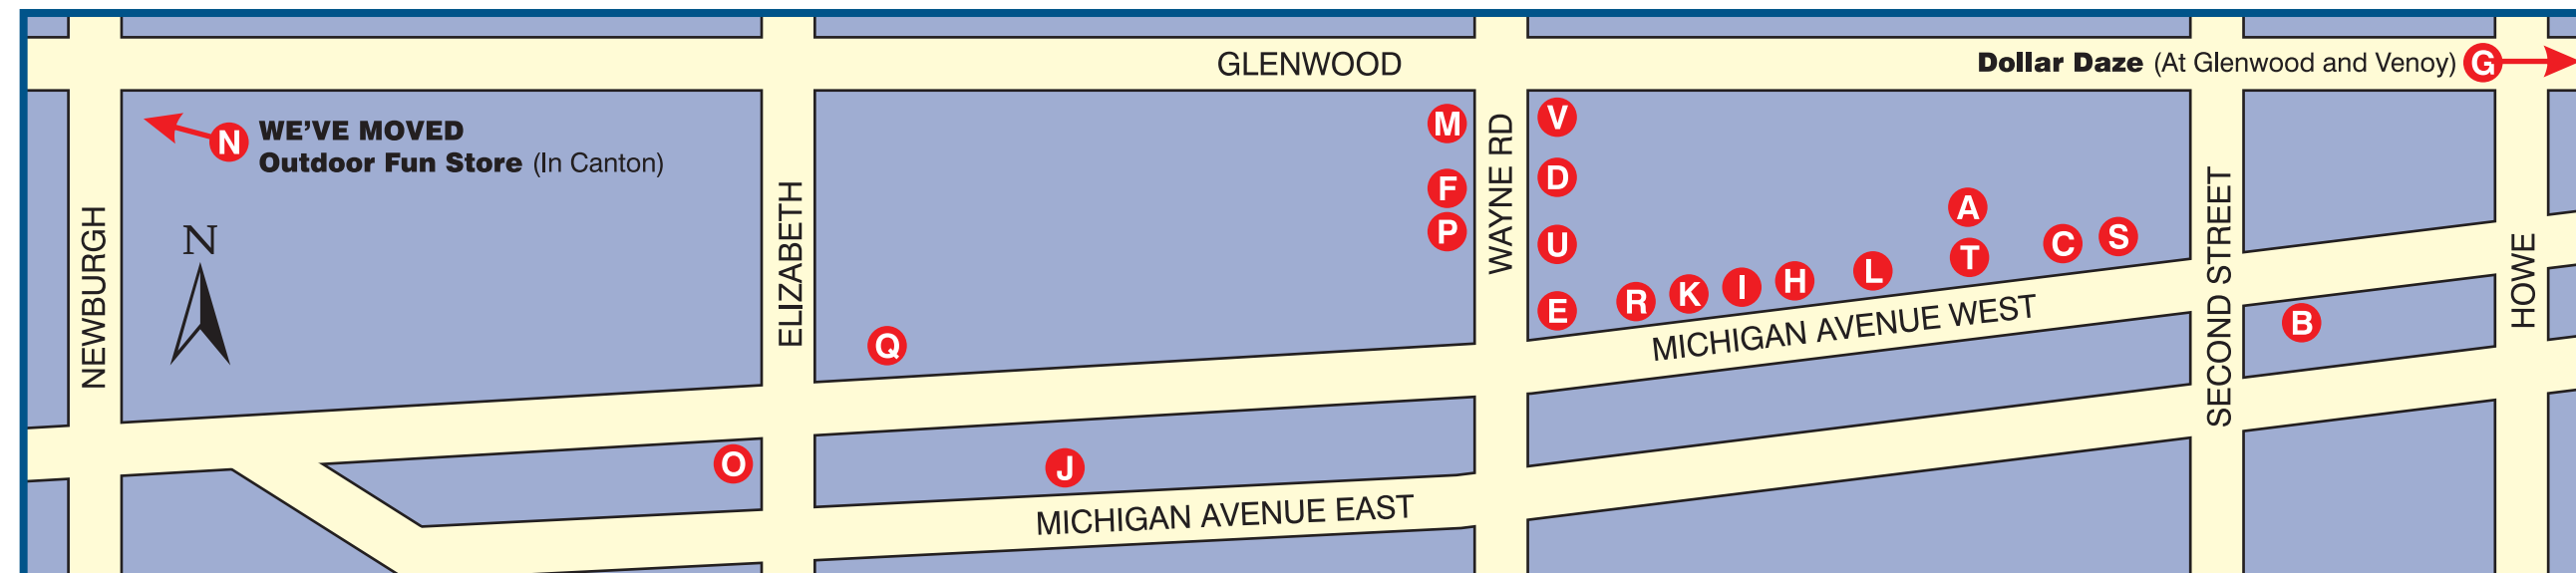 GLENWOOD
Dollar Daze (At Glenwood and Venoy) G
N WE'VE MOVED
Outdoor Fun Store (In Canton)
N
NEWBURGH
ELIZABETH
WAYNE RD
SECOND STREET
HOWE
M
F
P
V
D
U
E
R
K
I
H
L
A
T
C
S
B
Q
O
J
MICHIGAN AVENUE WEST
MICHIGAN AVENUE EAST